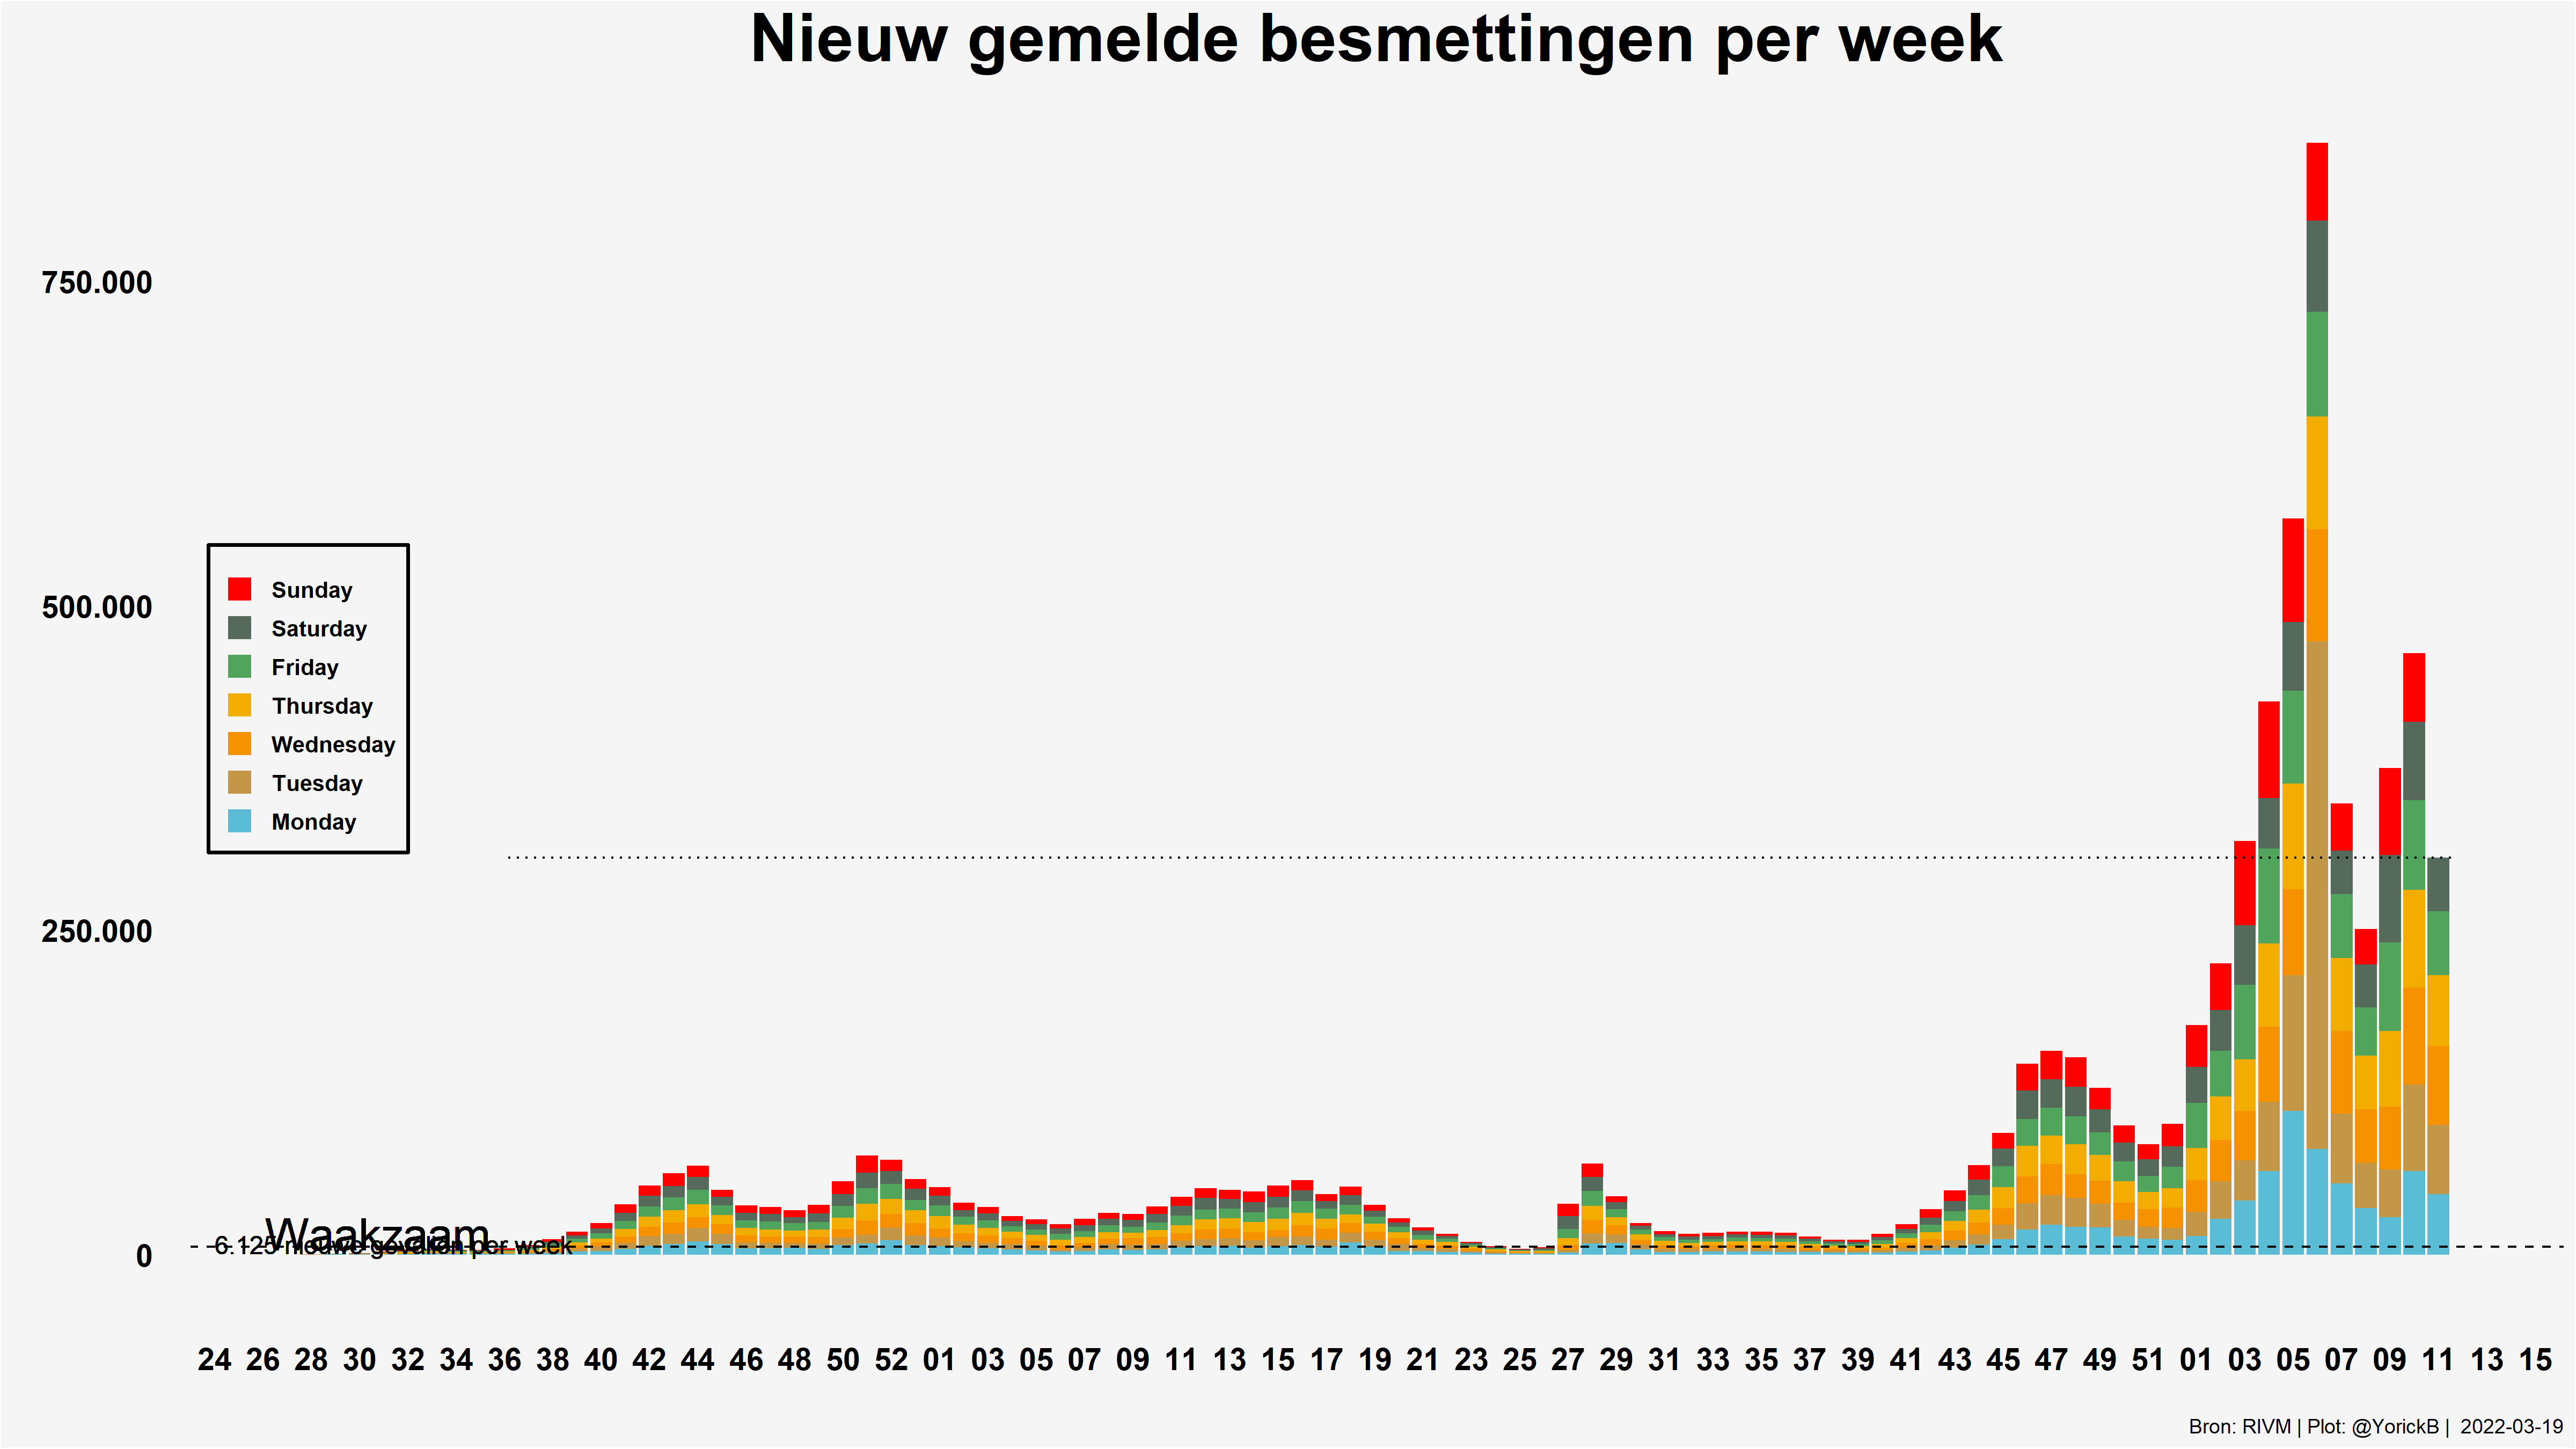 Nieuw gemelde besmettingen per week
750.000
500.000
250.000
0
Sunday
Saturday
Friday
Thursday
Wednesday
Tuesday
Monday
Waakzaam
6.125 nieuwe gevallen per week
24 26 28 30 32 34 36 38 40 42 44 46 48 50 52 01 03 05 07 09 11 13 15 17 19 21 23 25 27 29 31 33 35 37 39 41 43 45 47 49 51 01 03 05 07 09 11 13 15
Bron: RIVM | Plot: @YorickB | 2022-03-19